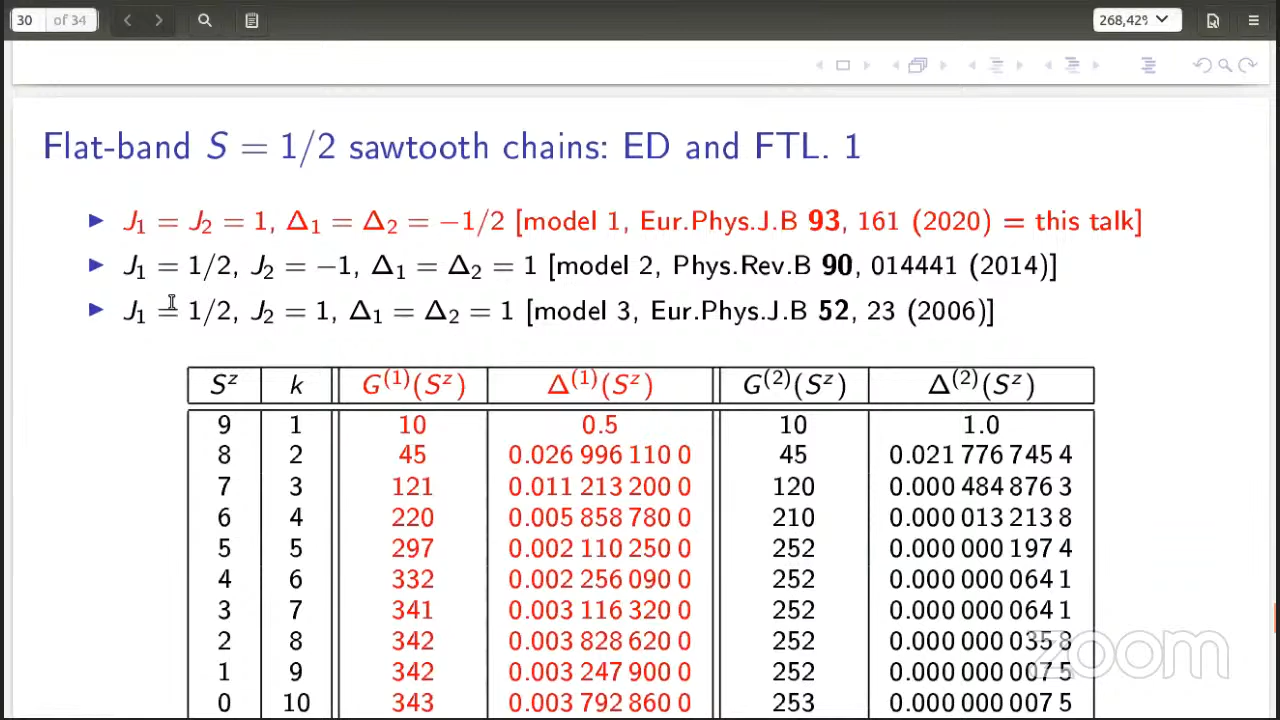 30 of 34
268,42%
Flat-band S = 1/2 sawtooth chains: ED and FTL. 1
J₁ = J₂ = 1, Δ₁ = Δ₂ = −1/2 [model 1, Eur.Phys.J.B 93, 161 (2020) = this talk]
J₁ = 1/2, J₂ = −1, Δ₁ = Δ₂ = 1 [model 2, Phys.Rev.B 90, 014441 (2014)]
J₁ = 1/2, J₂ = 1, Δ₁ = Δ₂ = 1 [model 3, Eur.Phys.J.B 52, 23 (2006)]
Sᶻ k G⁽¹⁾(Sᶻ) Δ⁽¹⁾(Sᶻ) G⁽²⁾(Sᶻ) Δ⁽²⁾(Sᶻ)
9 1 10 0.5 10 1.0
8 2 45 0.026 996 110 0 45 0.021 776 745 4
7 3 121 0.011 213 200 0 120 0.000 484 876 3
6 4 220 0.005 858 780 0 210 0.000 013 213 8
5 5 297 0.002 110 250 0 252 0.000 000 197 4
4 6 332 0.002 256 090 0 252 0.000 000 064 1
3 7 341 0.003 116 320 0 252 0.000 000 064 1
2 8 342 0.003 828 620 0 252 0.000 000 035 8
1 9 342 0.003 247 900 0 252 0.000 000 007 5
0 10 343 0.003 792 860 0 253 0.000 000 007 5
zoom